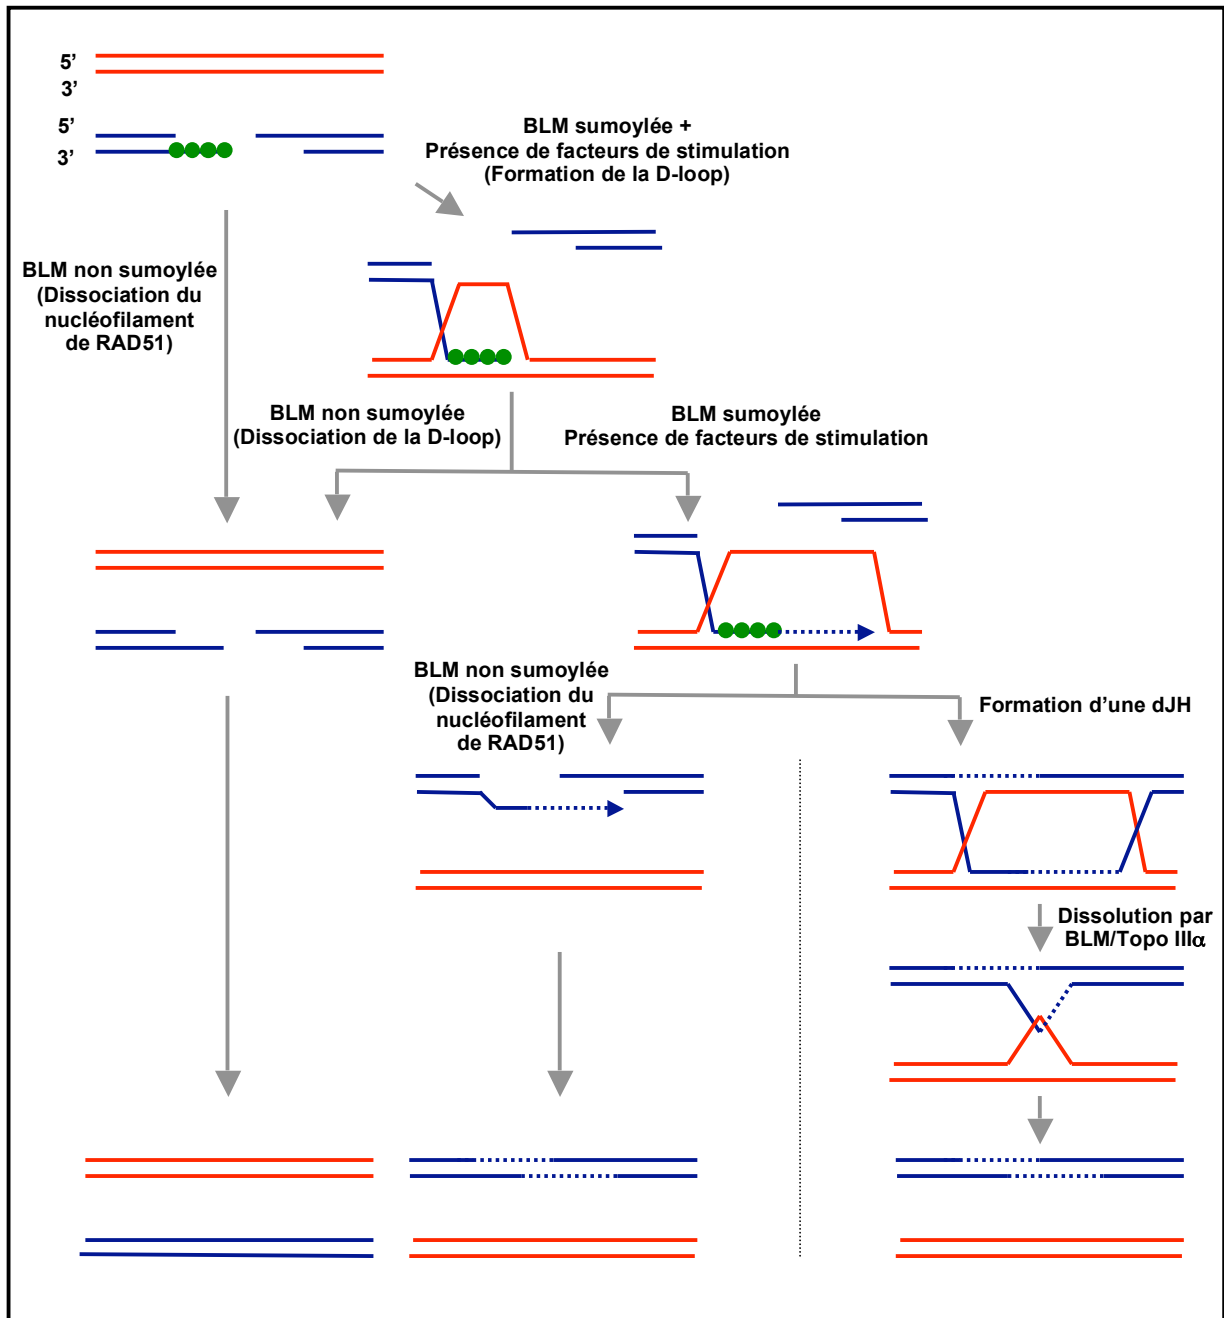 5’
3’
5’
3’
BLM sumoylée +
Présence de facteurs de stimulation
(Formation de la D-loop)
BLM non sumoylée
(Dissociation du
nucléofilament
de RAD51)
BLM non sumoylée
(Dissociation de la D-loop)
BLM sumoylée
Présence de facteurs de stimulation
BLM non sumoylée
(Dissociation du
nucléofilament
de RAD51)
Formation d’une dJH
Dissolution par
BLM/Topo IIIα